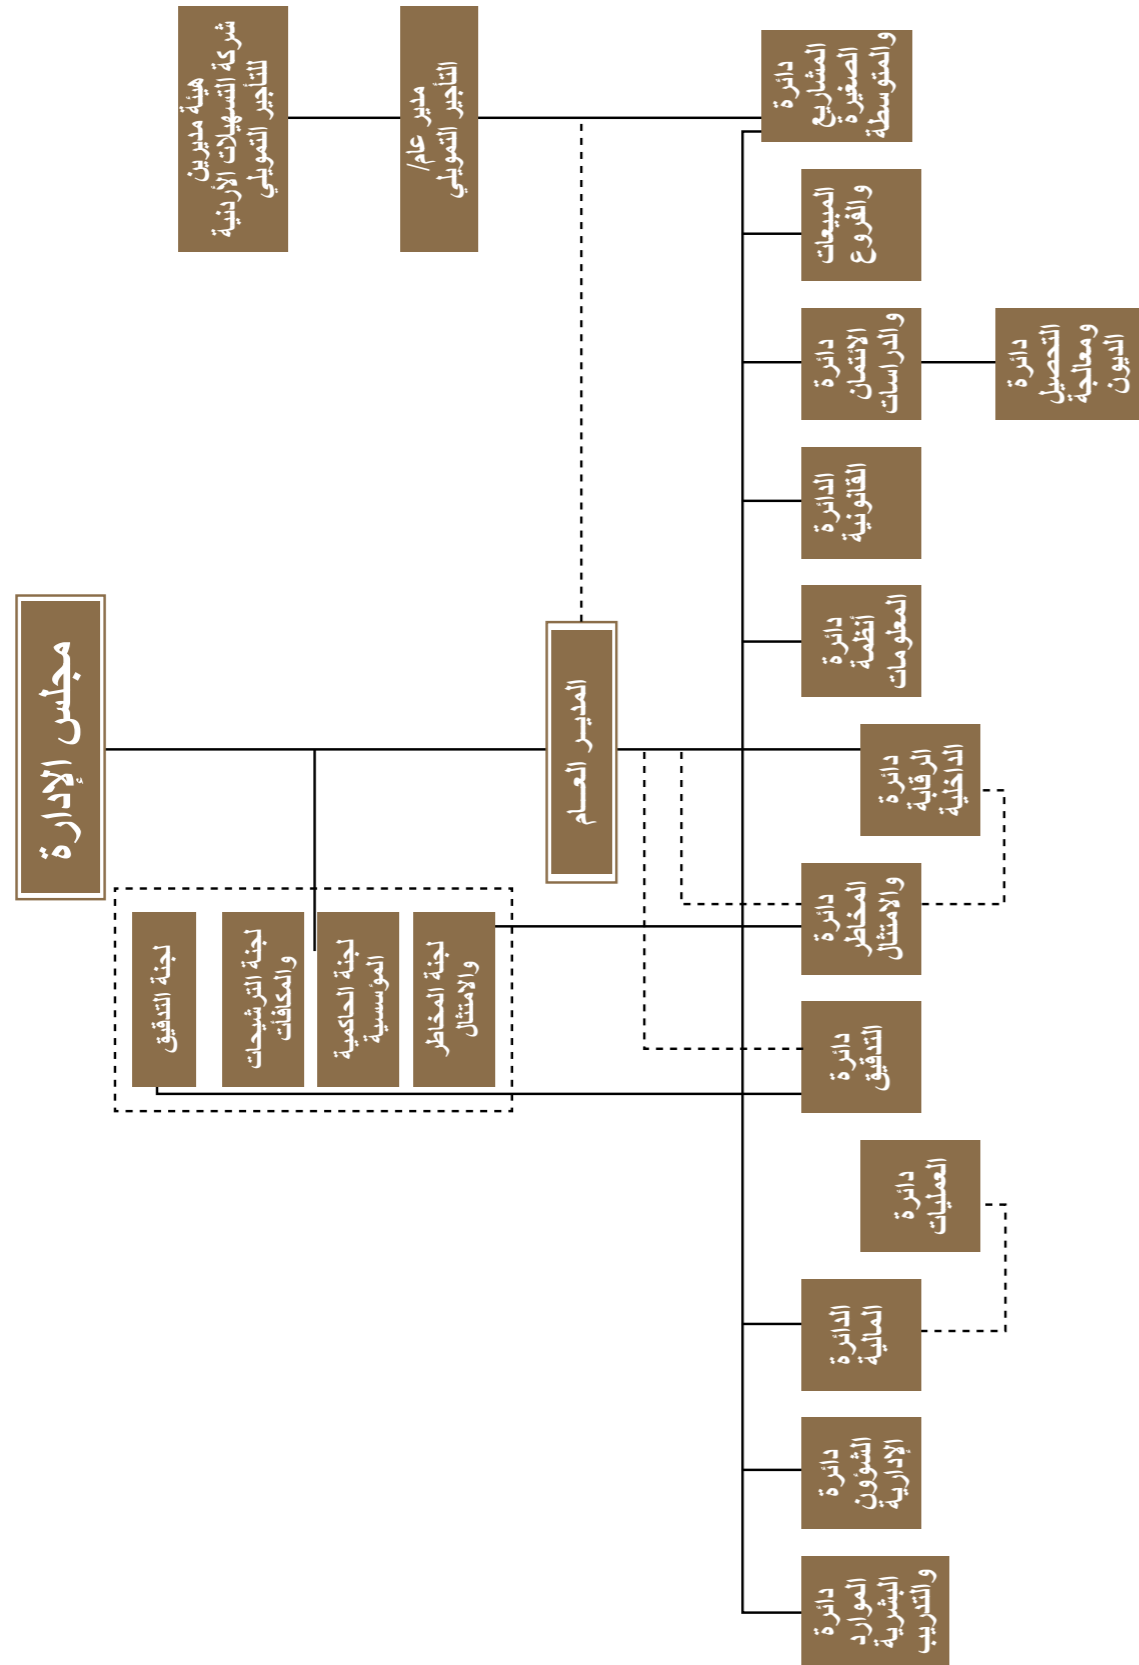 مجلس الإدارة
هيئة مديرين
شركة التسهيلات الأردنية
للتأجير التمويلي
لجنة التدقيق
لجنة الترشيحات
والمكافآت
لجنة الحاكمية
المؤسسية
لجنة المخاطر
والامتثال
مدير عام/
التأجير التمويلي
المديــر العــــام
دائرة
المشاريع
الصغيرة
والمتوسطة
المبيعات
والفروع
دائرة
الائتمان
والدراسات
دائرة
التحصيل
ومعالجة
الديون
الدائرة
القانونية
دائرة
أنظمة
المعلومات
دائرة
الرقابة
الداخلية
دائرة
المخاطر
والامتثال
دائرة
التدقيق
دائرة
العمليات
الدائرة
المالية
دائرة
الشؤون
الإدارية
دائرة
الموارد
البشرية
والتدريب